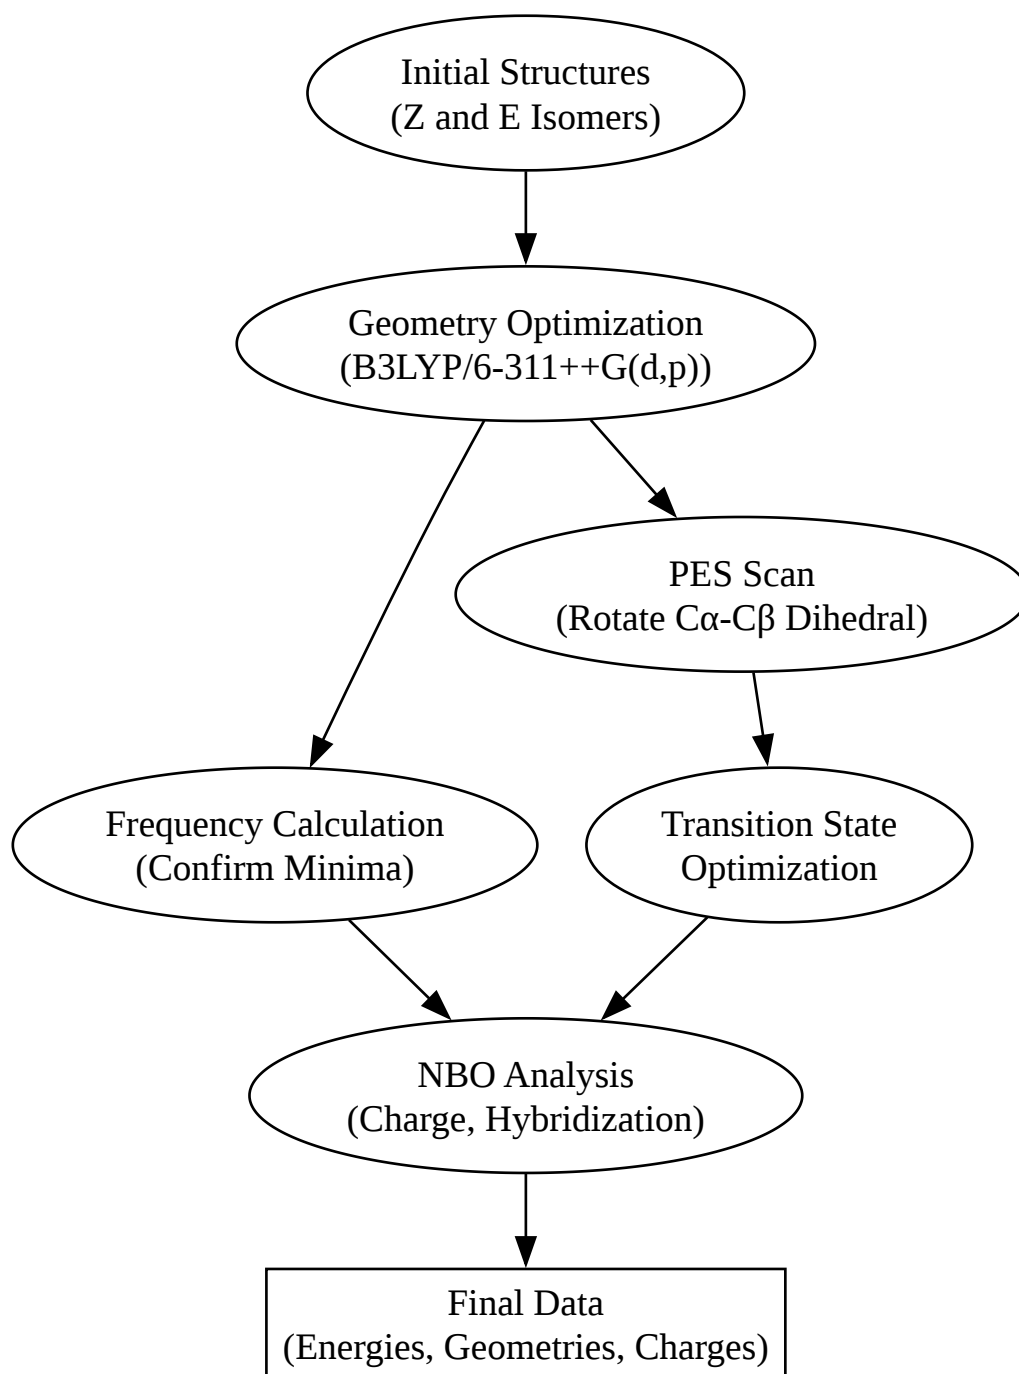 Initial Structures
(Z and E Isomers)
Geometry Optimization
(B3LYP/6-311++G(d,p))
PES Scan
(Rotate Cα-Cβ Dihedral)
Frequency Calculation
(Confirm Minima)
Transition State
Optimization
NBO Analysis
(Charge, Hybridization)
Final Data
(Energies, Geometries, Charges)